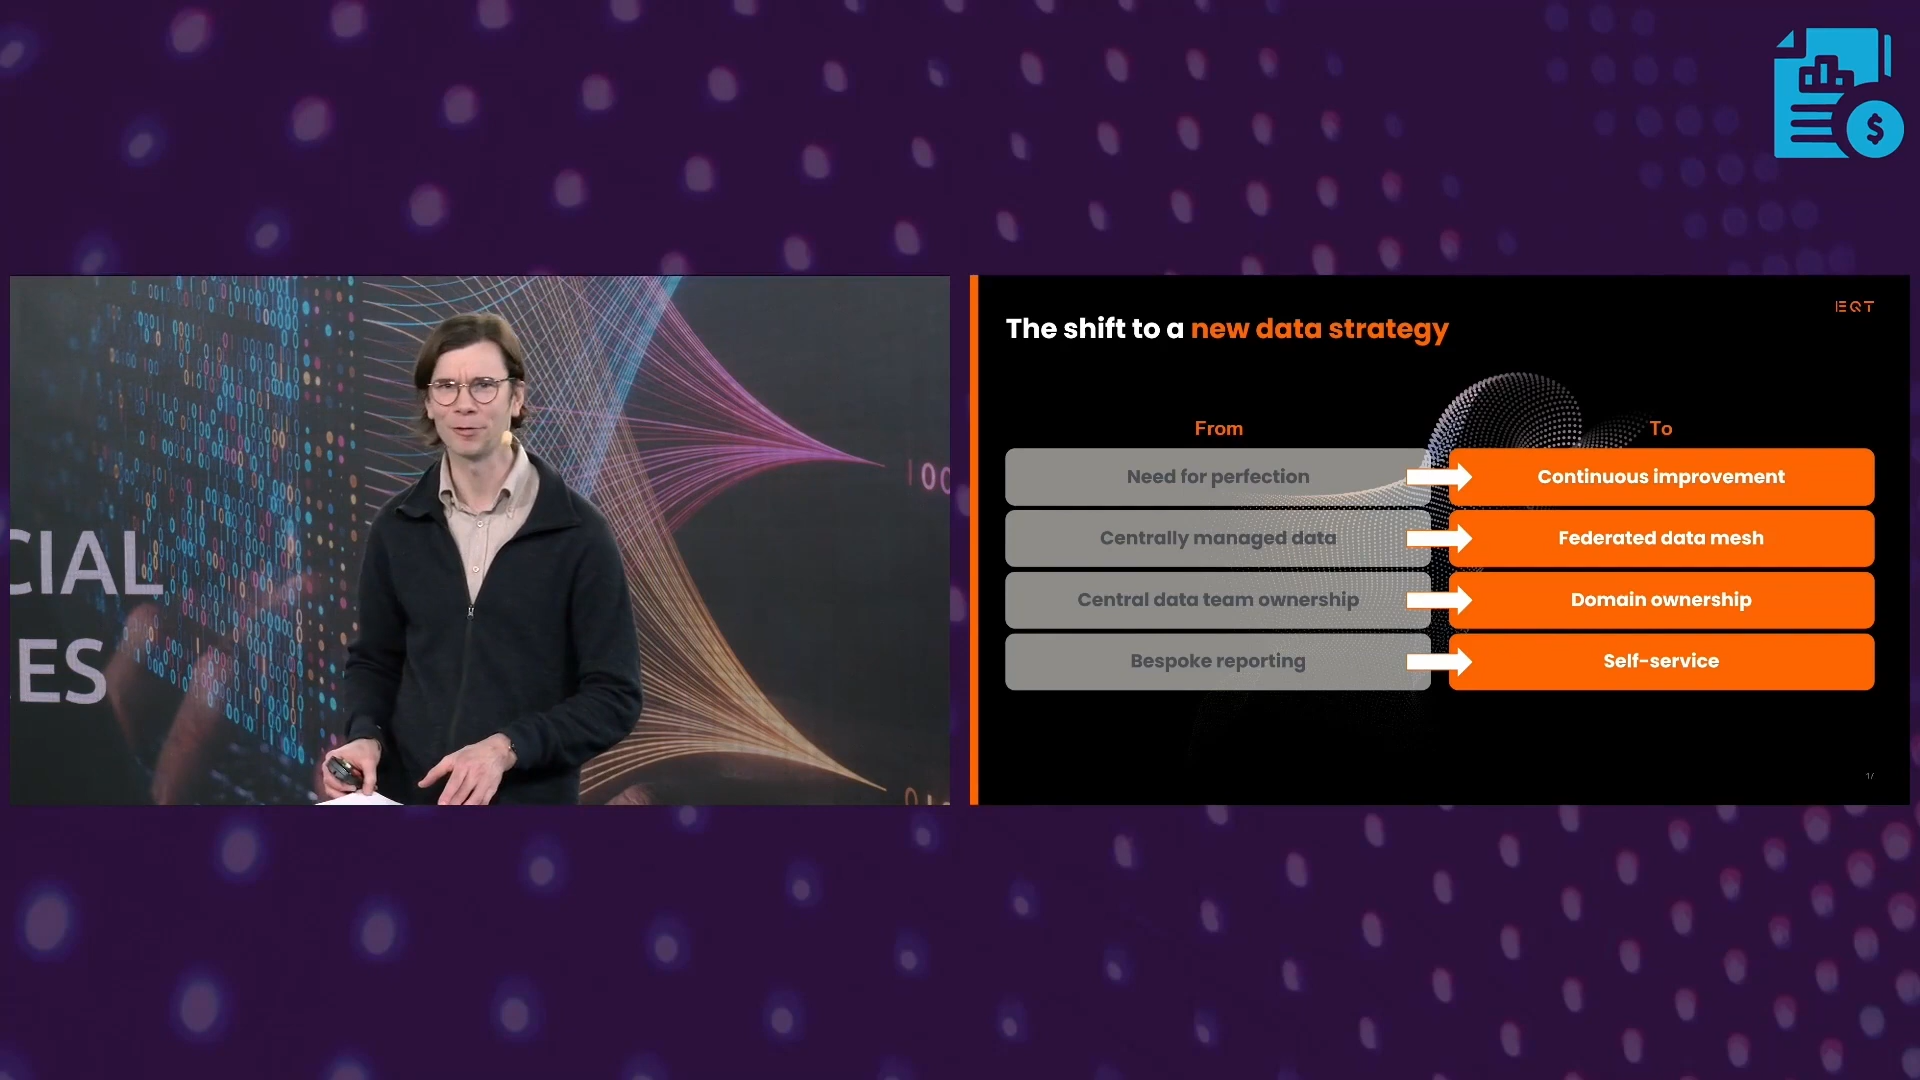 CIAL
ES
00
EQT
The shift to a new data strategy
From
To
Need for perfection
Continuous improvement
Centrally managed data
Federated data mesh
Central data team ownership
Domain ownership
Bespoke reporting
Self-service
$